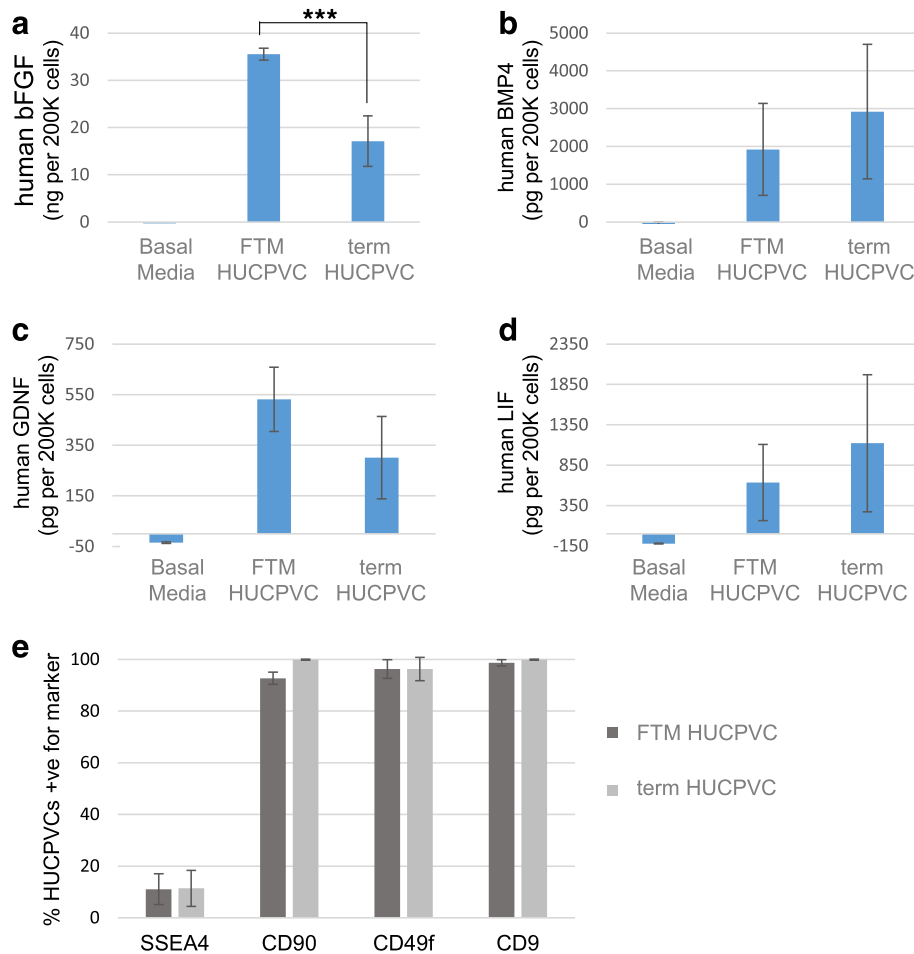 a
***
human bFGF
(ng per 200K cells)
40
30
20
10
0
Basal
Media
FTM
HUCPVC
term
HUCPVC
b
human BMP4
(pg per 200K cells)
5000
4000
3000
2000
1000
0
Basal
Media
FTM
HUCPVC
term
HUCPVC
c
human GDNF
(pg per 200K cells)
750
550
350
150
-50
Basal
Media
FTM
HUCPVC
term
HUCPVC
d
human LIF
(pg per 200K cells)
2350
1850
1350
850
350
-150
Basal
Media
FTM
HUCPVC
term
HUCPVC
e
% HUCPVCs +ve for marker
100
80
60
40
20
0
SSEA4
CD90
CD49f
CD9
FTM HUCPVC
term HUCPVC